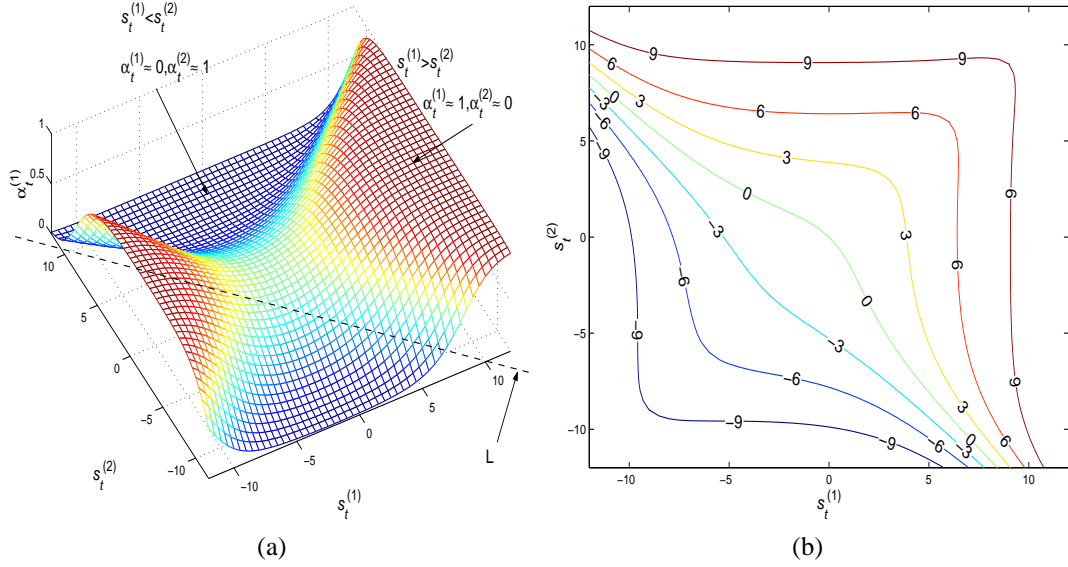 s_t^(1)<s_t^(2)
α_t^(1)≈ 0,α_t^(2)≈ 1
s_t^(1)>s_t^(2)
α_t^(1)≈ 1,α_t^(2)≈ 0
1
0.5
0
α_t^(1)
10
5
0
−5
−10
s_t^(2)
−10
−5
0
5
10
s_t^(1)
L
(a)
10
5
0
−5
−10
s_t^(2)
−10
−5
0
5
10
s_t^(1)
9 9 9
6 6 6
3 3
0 0
−3 −3
−6 −6
−9 −9
9 9 9
6 6 6
3 3 3
0 0 0
−3 −3
−6 −6
−9 −9
(b)